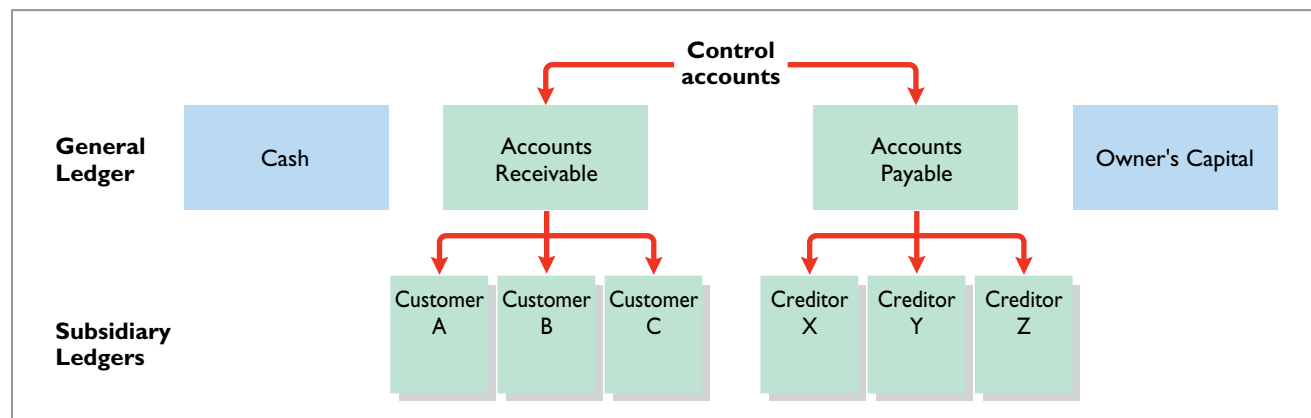 Control
accounts
General
Ledger
Cash
Accounts
Receivable
Accounts
Payable
Owner's Capital
Subsidiary
Ledgers
Customer
A
Customer
B
Customer
C
Creditor
X
Creditor
Y
Creditor
Z